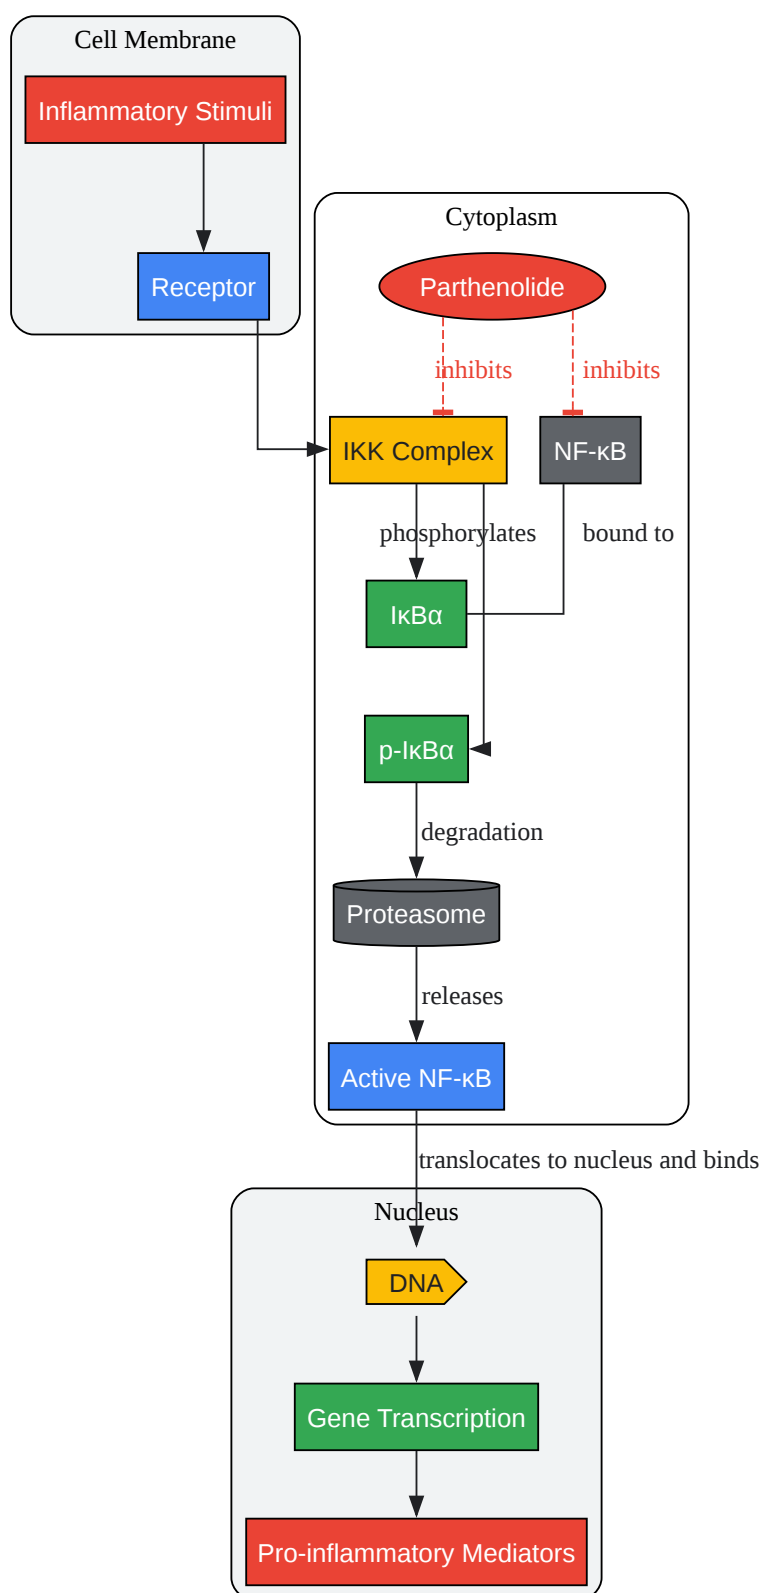 Cell Membrane
Inflammatory Stimuli
Receptor
Cytoplasm
Parthenolide
inhibits
inhibits
IKK Complex
NF-κB
phosphorylates
bound to
IκBα
p-IκBα
degradation
Proteasome
releases
Active NF-κB
translocates to nucleus and binds
Nucleus
DNA
Gene Transcription
Pro-inflammatory Mediators